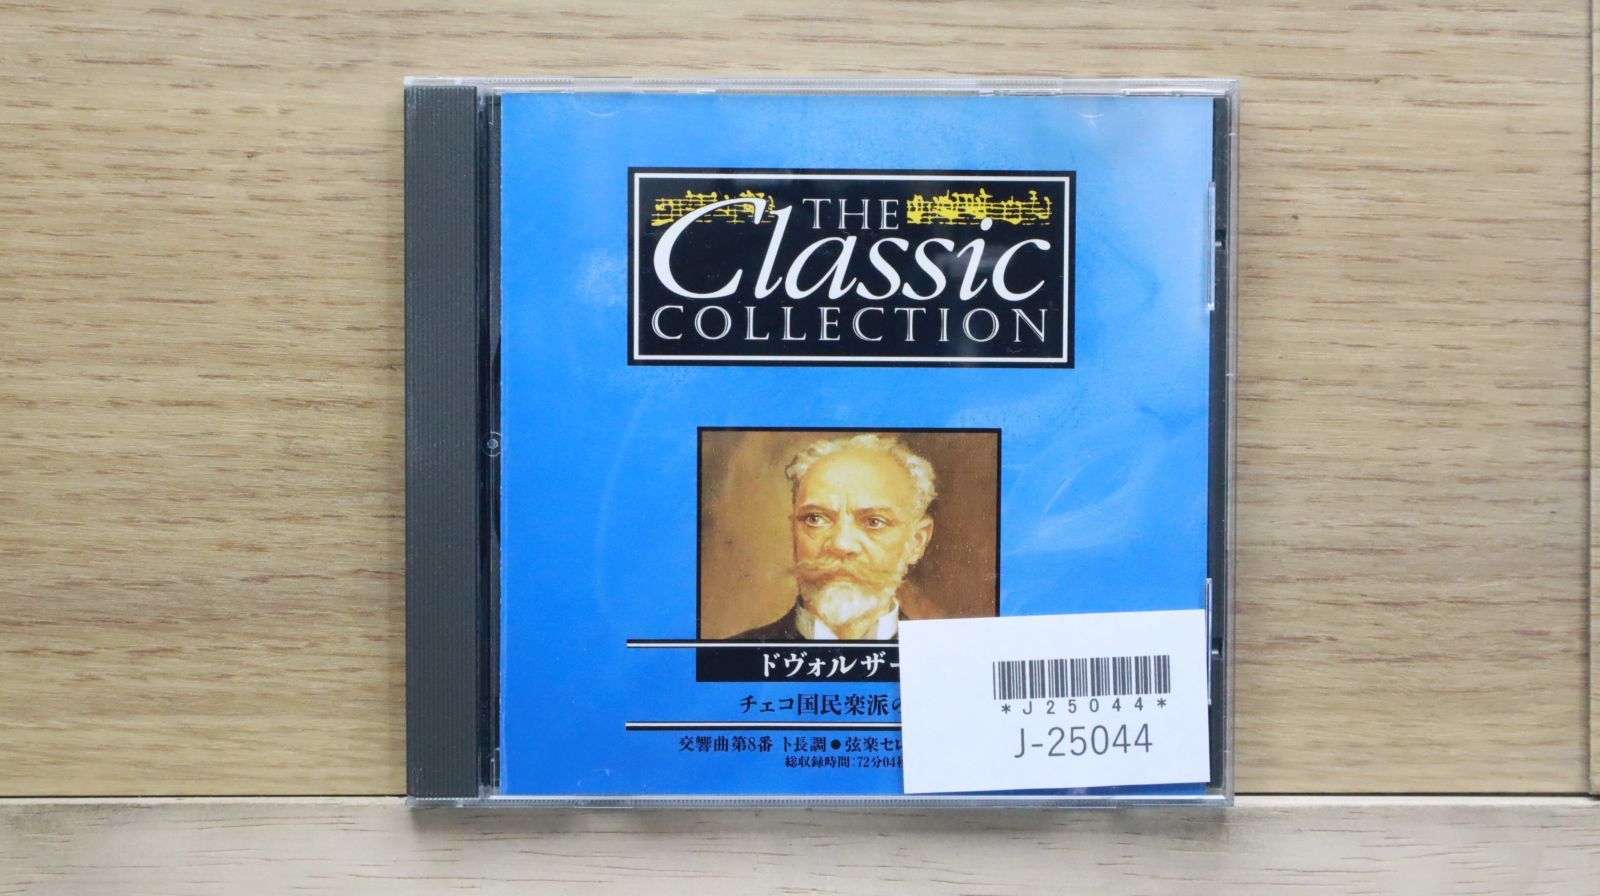 THE
Classic
COLLECTION
ドヴォルザー
チェコ国民楽派
交響曲第8番 ト長調●弦楽セレ
総収録時間:72分04秒
*J25044*
J-25044